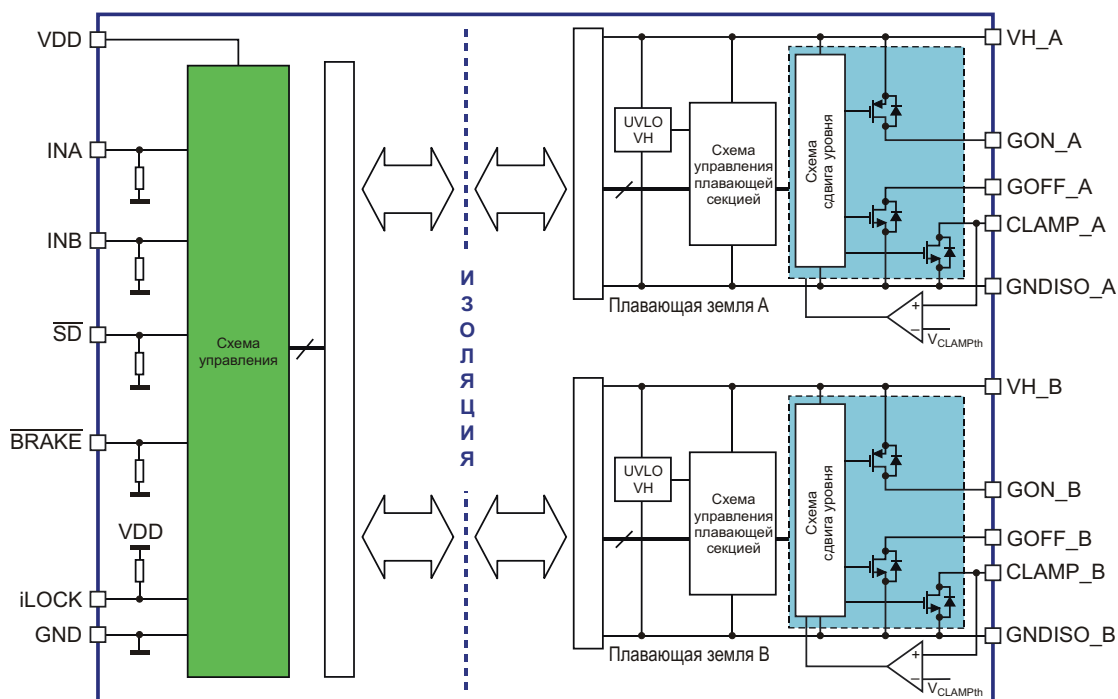 VDD
INA
INB
SD
BRAKE
VDD
iLOCK
GND
Схема
управления
ИЗОЛЯЦИЯ
UVLO
VH
Схема
управления
плавающей
секцией
Схема
сдвига уровня
VH_A
GON_A
GOFF_A
CLAMP_A
GNDISO_A
Плавающая земля А
+
–
VCLAMPth
UVLO
VH
Схема
управления
плавающей
секцией
Схема
сдвига уровня
VH_B
GON_B
GOFF_B
CLAMP_B
GNDISO_B
Плавающая земля В
+
–
VCLAMPth